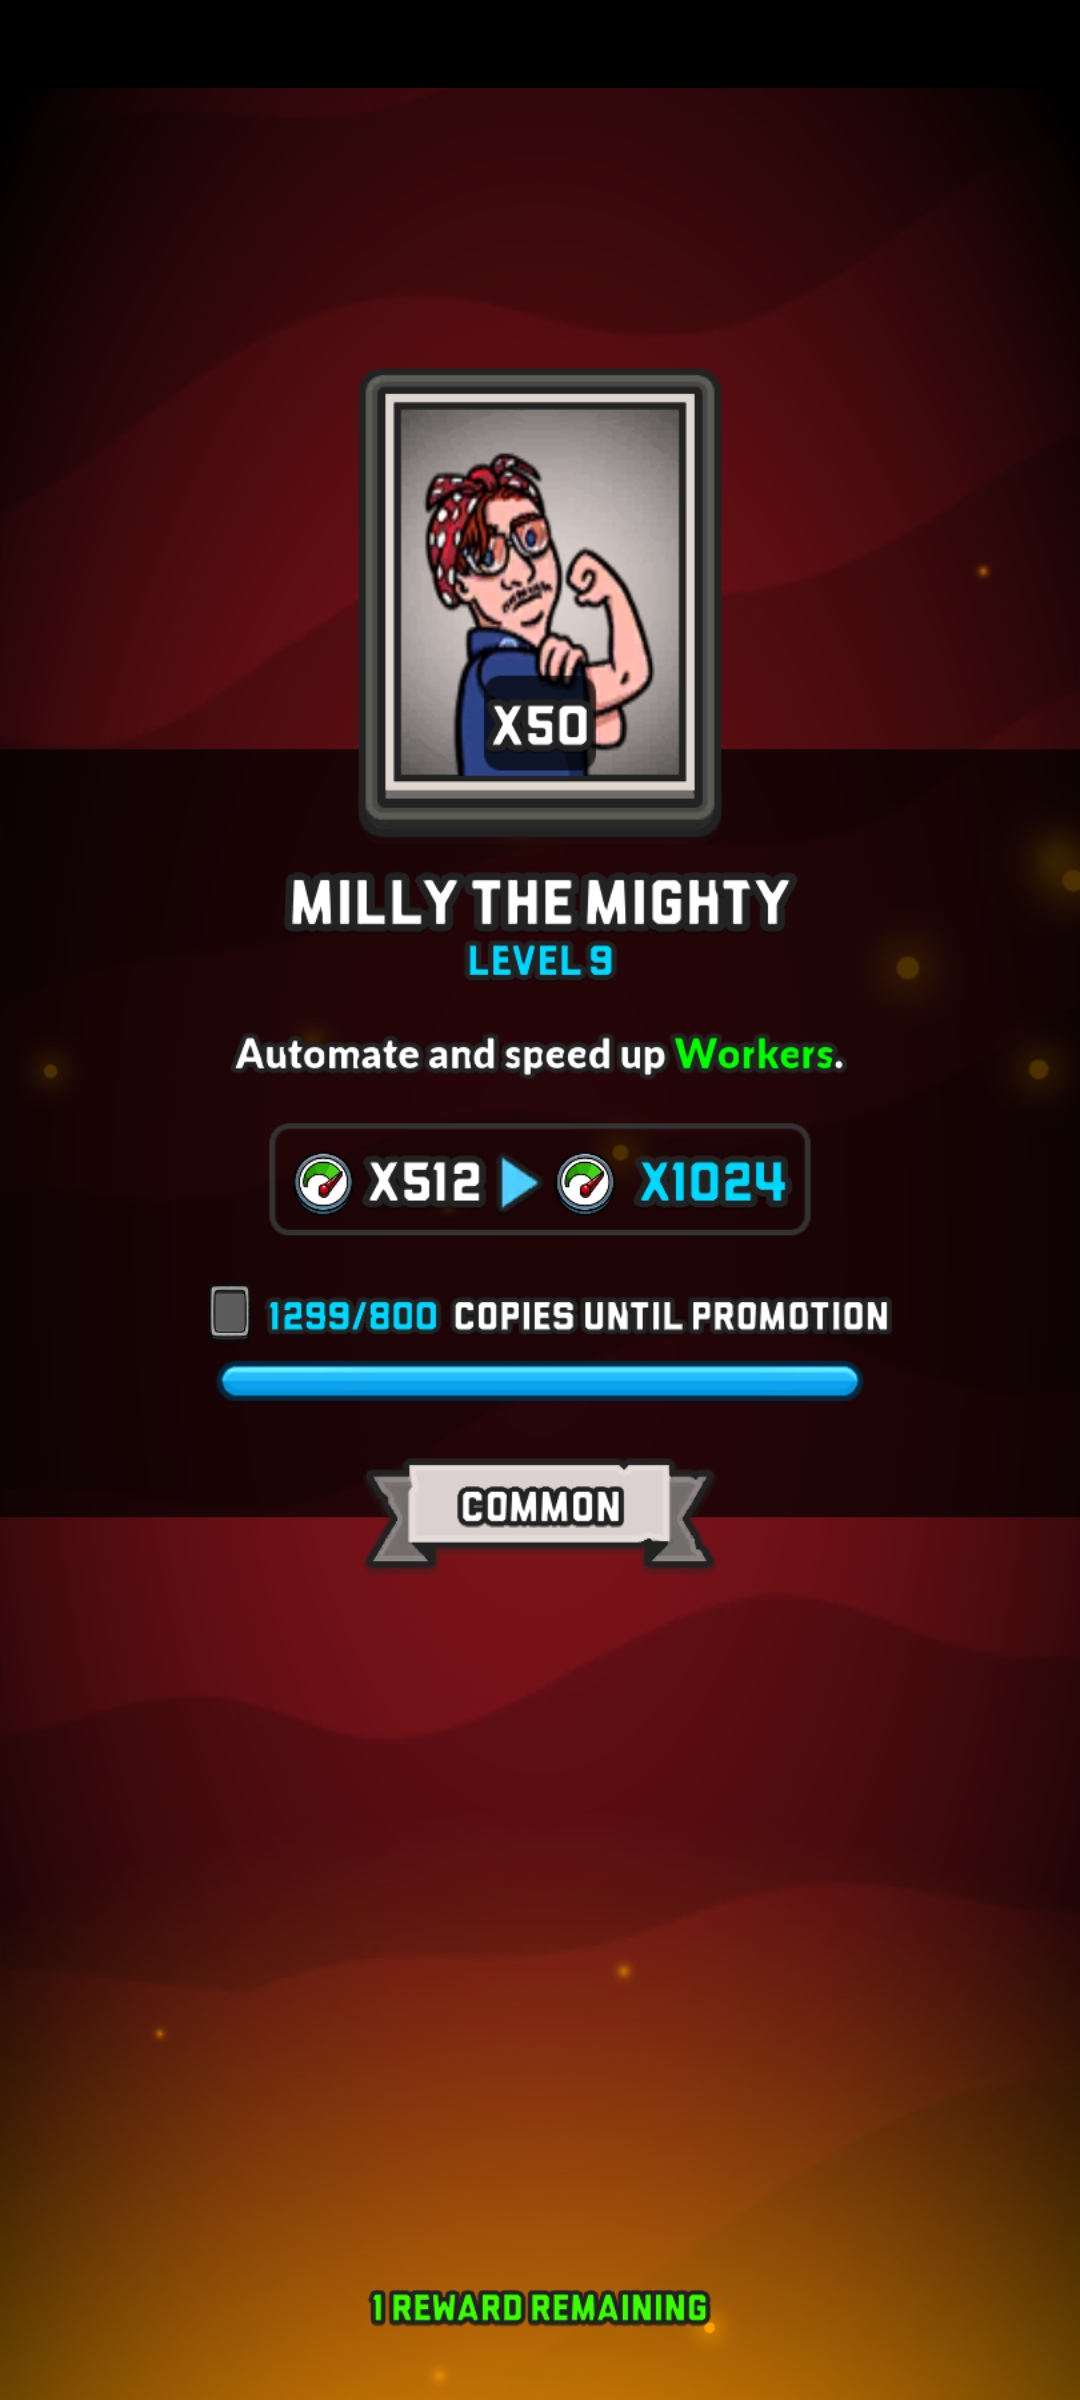 X50
MILLY THE MIGHTY
LEVEL 9
Automate and speed up Workers.
X512 X1024
1299/800 COPIES UNTIL PROMOTION
COMMON
1 REWARD REMAINING